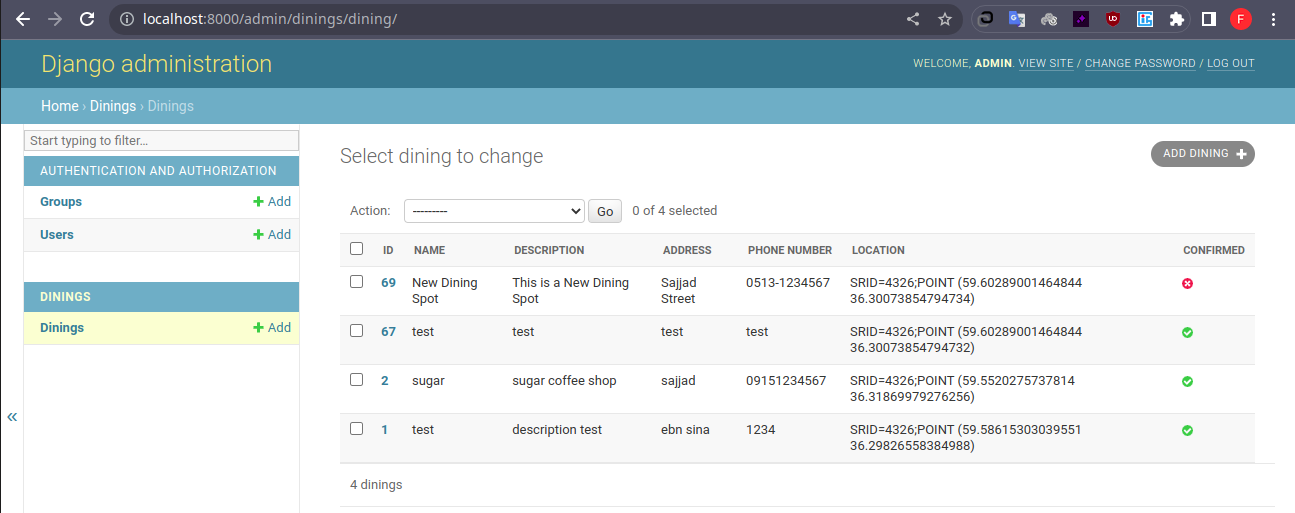 localhost:8000/admin/dinings/dining/
F
Django administration
WELCOME, ADMIN. VIEW SITE / CHANGE PASSWORD / LOG OUT
Home › Dinings › Dinings
Start typing to filter...
AUTHENTICATION AND AUTHORIZATION
Groups + Add
Users + Add
DININGS
Dinings + Add
«
Select dining to change
ADD DINING +
Action: --------- Go 0 of 4 selected
ID NAME DESCRIPTION ADDRESS PHONE NUMBER LOCATION CONFIRMED
69 New Dining This is a New Dining Sajjad 0513-1234567 SRID=4326;POINT (59.60289001464844
Spot Spot Street 36.30073854794734)
67 test test test test SRID=4326;POINT (59.60289001464844
36.30073854794732)
2 sugar sugar coffee shop sajjad 09151234567 SRID=4326;POINT (59.5520275737814
36.31869979276256)
1 test description test ebn sina 1234 SRID=4326;POINT (59.58615303039551
36.29826558384988)
4 dinings